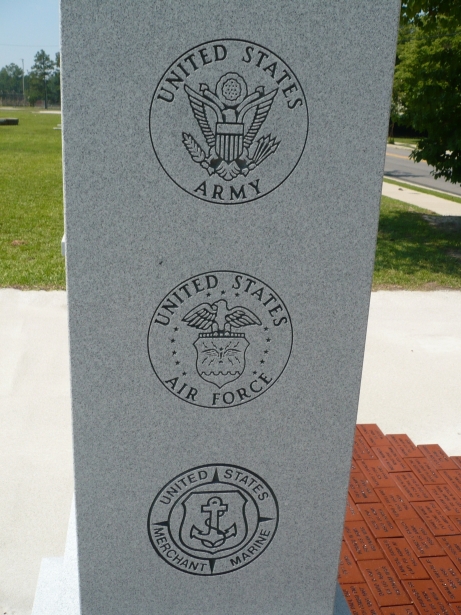 UNITED STATES
ARMY
UNITED STATES
AIR FORCE
UNITED STATES
MERCHANT MARINE